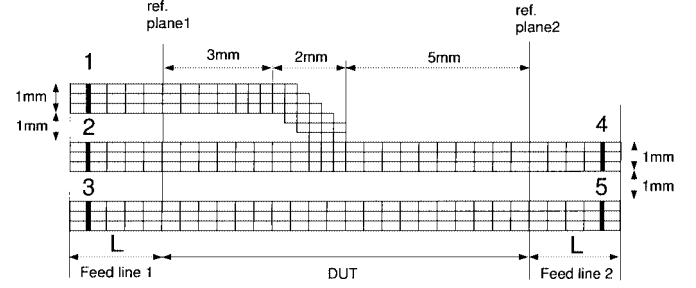 ref.
plane1
ref.
plane2
3mm
2mm
5mm
1
1mm
1mm
2
4
1mm
3
5
1mm
L
L
Feed line 1
DUT
Feed line 2